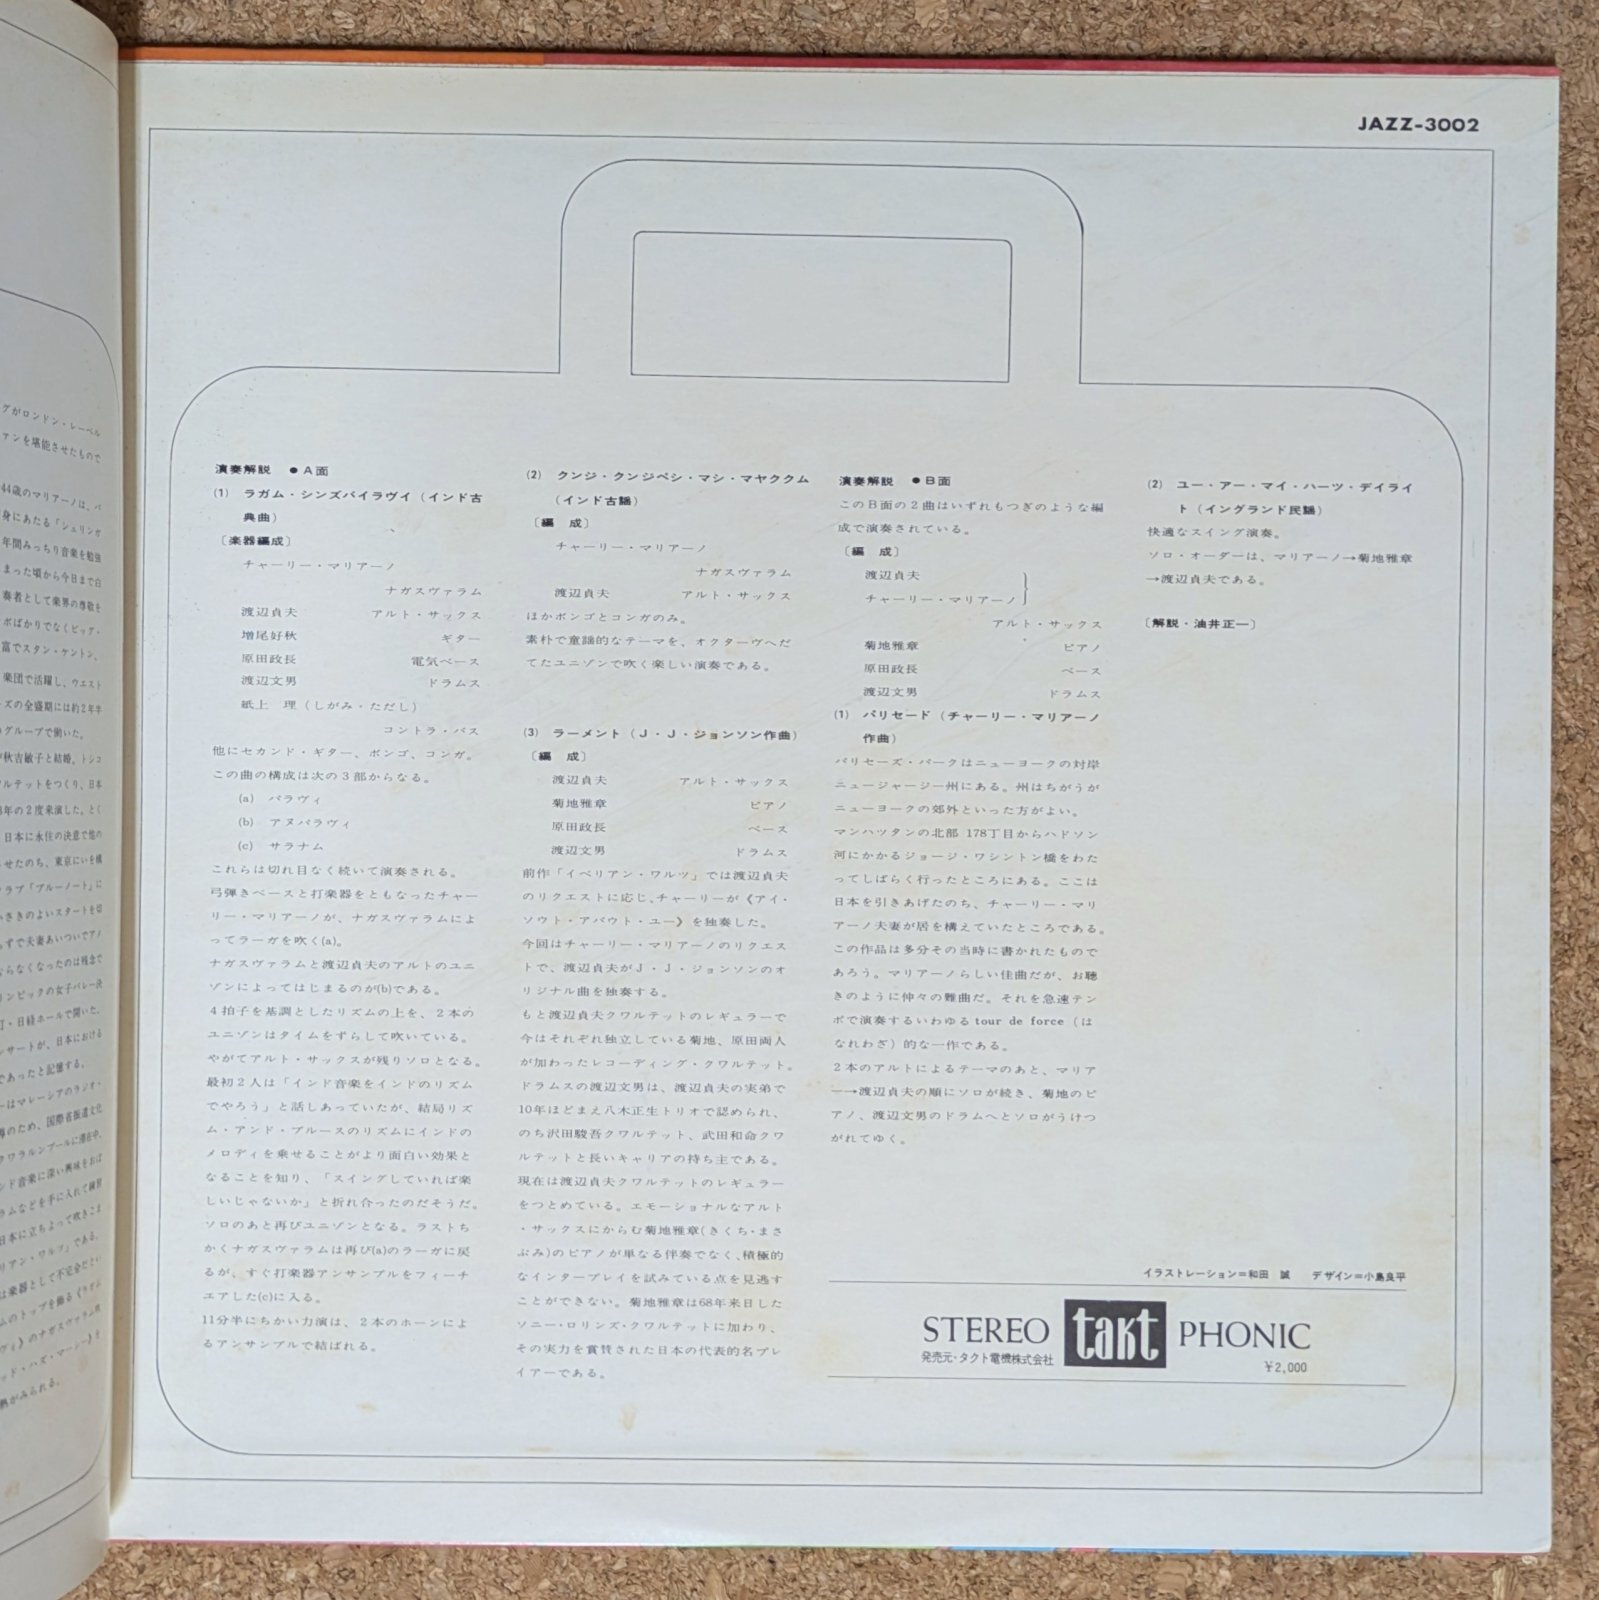 JAZZ-3002
演奏解説 ●A面
(1) ラガム・シンズバイラヴイ（インド古
典曲）
〔楽器編成〕
チャーリー・マリアーノ
ナガスヴァラム
渡辺貞夫 アルト・サックス
増尾好秋 ギター
原田政長 電気ベース
渡辺文男 ドラムス
紙上 理（しがみ・ただし）
コントラ・バス
他にセカンド・ギター、ボンゴ、コンガ。
この曲の構成は次の３部からなる。
(a) パラヴィ
(b) アヌパラヴィ
(c) サラナム
これらは切れ目なく続いて演奏される。
弓弾きベースと打楽器をともなったチャー
リー・マリアーノが、ナガスヴァラムによ
ってラーガを吹く(a)。
ナガスヴァラムと渡辺貞夫のアルトのユニ
ゾンによってはじまるのが(b)である。
４拍子を基調としたリズムの上を、２本の
ユニゾンはタイムをずらして吹いている。
やがてアルト・サックスが残りソロとなる。
最初２人は「インド音楽をインドのリズム
でやろう」と話しあっていたが、結局リズ
ム・アンド・ブルースのリズムにインドの
メロディを乗せることがより面白い効果と
なることを知り、「スイングしていれば楽
しいじゃないか」と折れ合ったのだそうだ。
ソロのあと再びユニゾンとなる。ラストち
かくナガスヴァラムは再び(a)のラーガに戻
るが、すぐ打楽器アンサンブルをフィーチ
エアした(c)に入る。
11分半にちかい力演は、２本のホーンによ
るアンサンブルで結ばれる。
(2) クンジ・クンジペシ・マシ・マヤククム
（インド古謡）
〔編 成〕
チャーリー・マリアーノ
ナガスヴァラム
渡辺貞夫 アルト・サックス
ほかボンゴとコンガのみ。
素朴で童謡的なテーマを、オクターヴへだ
てたユニゾンで吹く楽しい演奏である。
(3) ラーメント（Ｊ・Ｊ・ジョンソン作曲）
〔編 成〕
渡辺貞夫 アルト・サックス
菊地雅章 ピアノ
原田政長 ベース
渡辺文男 ドラムス
前作「イベリアン・ワルツ」では渡辺貞夫
のリクエストに応じ、チャーリーが《アイ・
ソウト・アバウト・ユー》を独奏した。
今回はチャーリー・マリアーノのリクエス
トで、渡辺貞夫がＪ・Ｊ・ジョンソンのオ
リジナル曲を独奏する。
もと渡辺貞夫クワルテットのレギュラーで
今はそれぞれ独立している菊地、原田両人
が加わったレコーディング・クワルテット。
ドラムスの渡辺文男は、渡辺貞夫の実弟で
10年ほどまえ八木正生トリオで認められ、
のち沢田駿吾クワルテット、武田和命クワ
ルテットと長いキャリアの持ち主である。
現在は渡辺貞夫クワルテットのレギュラー
をつとめている。エモーショナルなアルト
・サックスにからむ菊地雅章（きくち・まさ
ぶみ）のピアノが単なる伴奏でなく、積極的
なインタープレイを試みている点を見逃す
ことができない。菊地雅章は68年来日した
ソニー・ロリンズ・クワルテットに加わり、
その実力を賞賛された日本の代表的名プレ
イアーである。
演奏解説 ●B面
このＢ面の２曲はいずれもつぎのような編
成で演奏されている。
〔編 成〕
渡辺貞夫
チャーリー・マリアーノ
アルト・サックス
菊地雅章 ピアノ
原田政長 ベース
渡辺文男 ドラムス
(1) パリセード（チャーリー・マリアーノ
作曲）
パリセーズ・パークはニューヨークの対岸
ニュージャージー州にある。州はちがうが
ニューヨークの郊外といった方がよい。
マンハッタンの北部 178丁目からハドソン
河にかかるジョージ・ワシントン橋をわた
ってしばらく行ったところにある。ここは
日本を引きあげたのち、チャーリー・マリ
アーノ夫妻が居を構えていたところである。
この作品は多分その当時に書かれたもので
あろう。マリアーノらしい佳曲だが、お聴
きのように仲々の難曲だ。それを急速テン
ポで演奏するいわゆる tour de force（は
なれわざ）的な一作である。
２本のアルトによるテーマのあと、マリア
ー→渡辺貞夫の順にソロが続き、菊地のピ
アノ、渡辺文男のドラムへとソロがうけつ
がれてゆく。
(2) ユー・アー・マイ・ハーツ・デイライ
ト（イングランド民謡）
快適なスイング演奏。
ソロ・オーダーは、マリアーノ→菊地雅章
→渡辺貞夫である。
〔解説・油井正一〕
イラストレーション＝和田 誠 デザイン＝小島良平
STEREO takt PHONIC
発売元・タクト電機株式会社
¥2,000